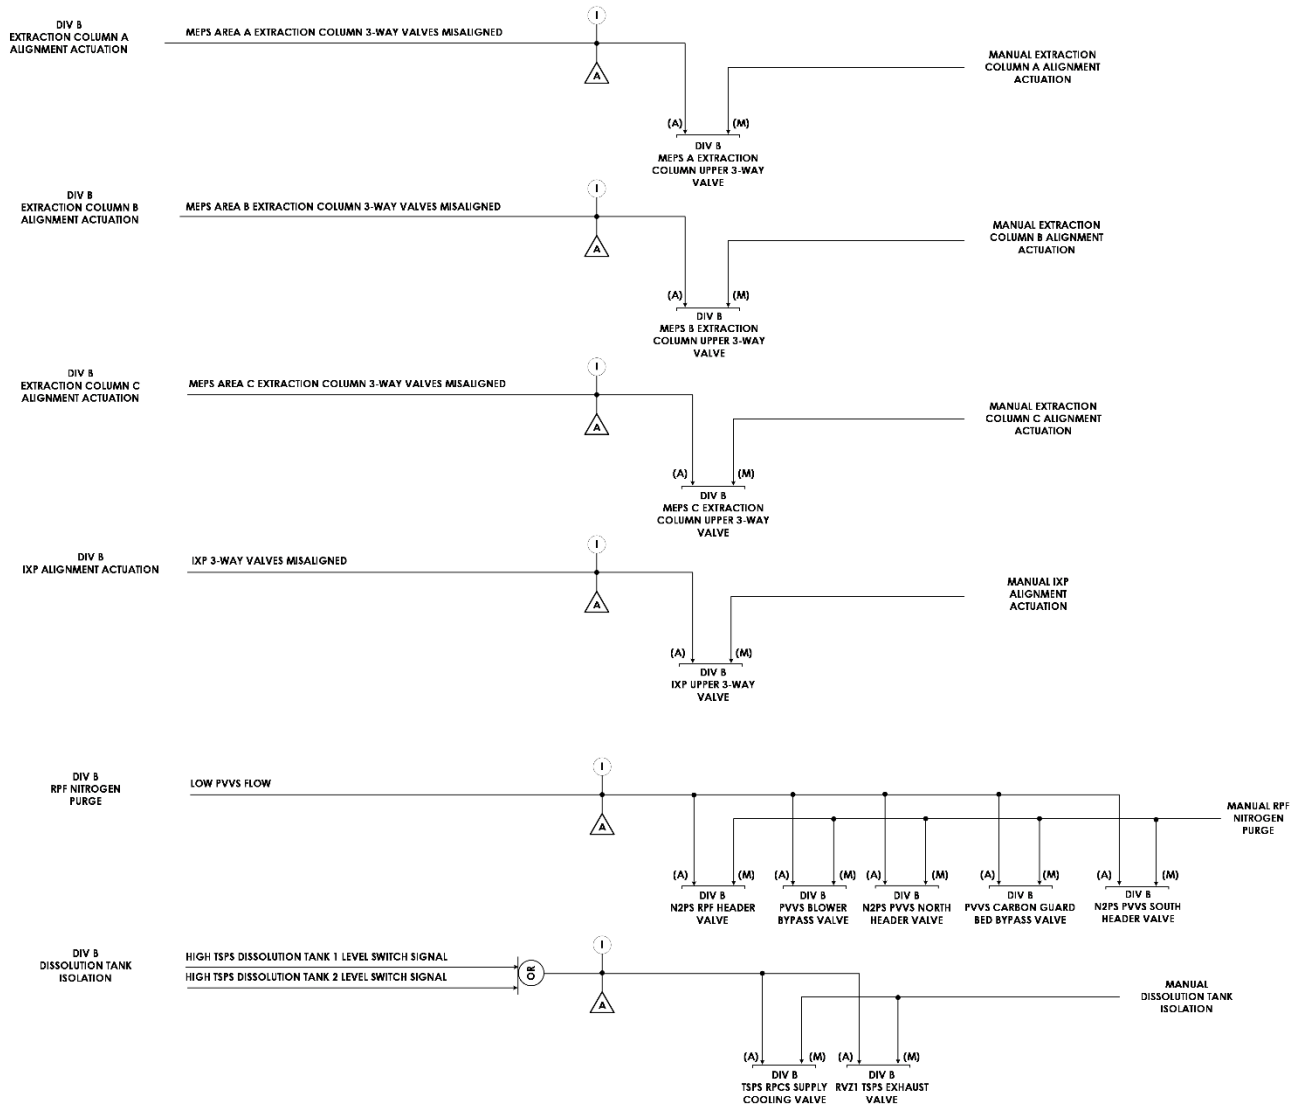 DIV B
EXTRACTION COLUMN A
ALIGNMENT ACTUATION
MEPS AREA A EXTRACTION COLUMN 3-WAY VALVES MISALIGNED
I
A
MANUAL EXTRACTION
COLUMN A ALIGNMENT
ACTUATION
(A)
(M)
DIV B
MEPS A EXTRACTION
COLUMN UPPER 3-WAY
VALVE
DIV B
EXTRACTION COLUMN B
ALIGNMENT ACTUATION
MEPS AREA B EXTRACTION COLUMN 3-WAY VALVES MISALIGNED
I
A
MANUAL EXTRACTION
COLUMN B ALIGNMENT
ACTUATION
(A)
(M)
DIV B
MEPS B EXTRACTION
COLUMN UPPER 3-WAY
VALVE
DIV B
EXTRACTION COLUMN C
ALIGNMENT ACTUATION
MEPS AREA C EXTRACTION COLUMN 3-WAY VALVES MISALIGNED
I
A
MANUAL EXTRACTION
COLUMN C ALIGNMENT
ACTUATION
(A)
(M)
DIV B
MEPS C EXTRACTION
COLUMN UPPER 3-WAY
VALVE
DIV B
IXP ALIGNMENT ACTUATION
IXP 3-WAY VALVES MISALIGNED
I
A
MANUAL IXP
ALIGNMENT
ACTUATION
(A)
(M)
DIV B
IXP UPPER 3-WAY
VALVE
DIV B
RPF NITROGEN
PURGE
LOW PVVS FLOW
I
A
MANUAL RPF
NITROGEN
PURGE
(A)
(M)
DIV B
N2PS RPF HEADER
VALVE
(A)
(M)
DIV B
PVVS BLOWER
BYPASS VALVE
(A)
(M)
DIV B
N2PS PVVS NORTH
HEADER VALVE
(A)
(M)
DIV B
PVVS CARBON GUARD
BED BYPASS VALVE
(A)
(M)
DIV B
N2PS PVVS SOUTH
HEADER VALVE
DIV B
DISSOLUTION TANK
ISOLATION
HIGH TSPS DISSOLUTION TANK 1 LEVEL SWITCH SIGNAL
HIGH TSPS DISSOLUTION TANK 2 LEVEL SWITCH SIGNAL
OR
I
A
MANUAL
DISSOLUTION TANK
ISOLATION
(A)
(M)
DIV B
TSPS RPCS SUPPLY
COOLING VALVE
(A)
(M)
DIV B
RVZ1 TSPS EXHAUST
VALVE